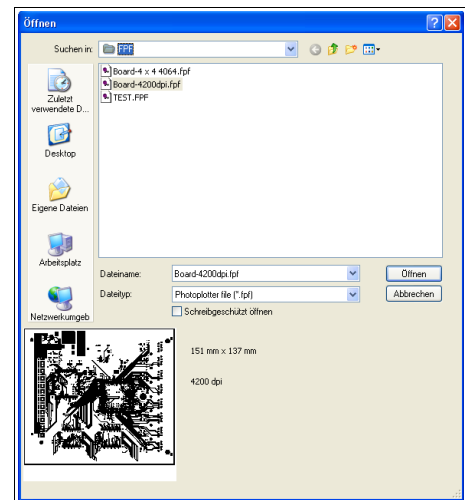 Öffnen
Suchen in:
FPF
Board-4 x 4 4064.fpf
Board-4200dpi.fpf
TEST.FPF
Zuletzt
verwendete D...
Desktop
Eigene Dateien
Arbeitsplatz
Netzwerkumgeb
Dateiname:
Board-4200dpi.fpf
Öffnen
Dateityp:
Photoplotter file (*.fpf)
Abbrechen
Schreibgeschützt öffnen
151 mm x 137 mm
4200 dpi